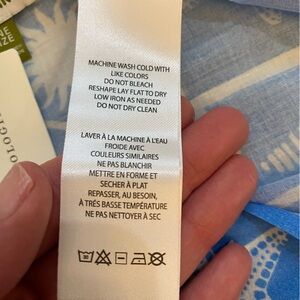 MACHINE WASH COLD WITH
LIKE COLORS
DO NOT BLEACH
RESHAPE LAY FLAT TO DRY
LOW IRON AS NEEDED
DO NOT DRY CLEAN
LAVER À LA MACHINE À L'EAU
FROIDE AVEC
COULEURS SIMILAIRES
NE PAS BLANCHIR
METTRE EN FORME ET
SÉCHER À PLAT
REPASSER, AU BESOIN,
À TRÈS BASSE TEMPÉRATURE
NE PAS NETTOYER À SEC